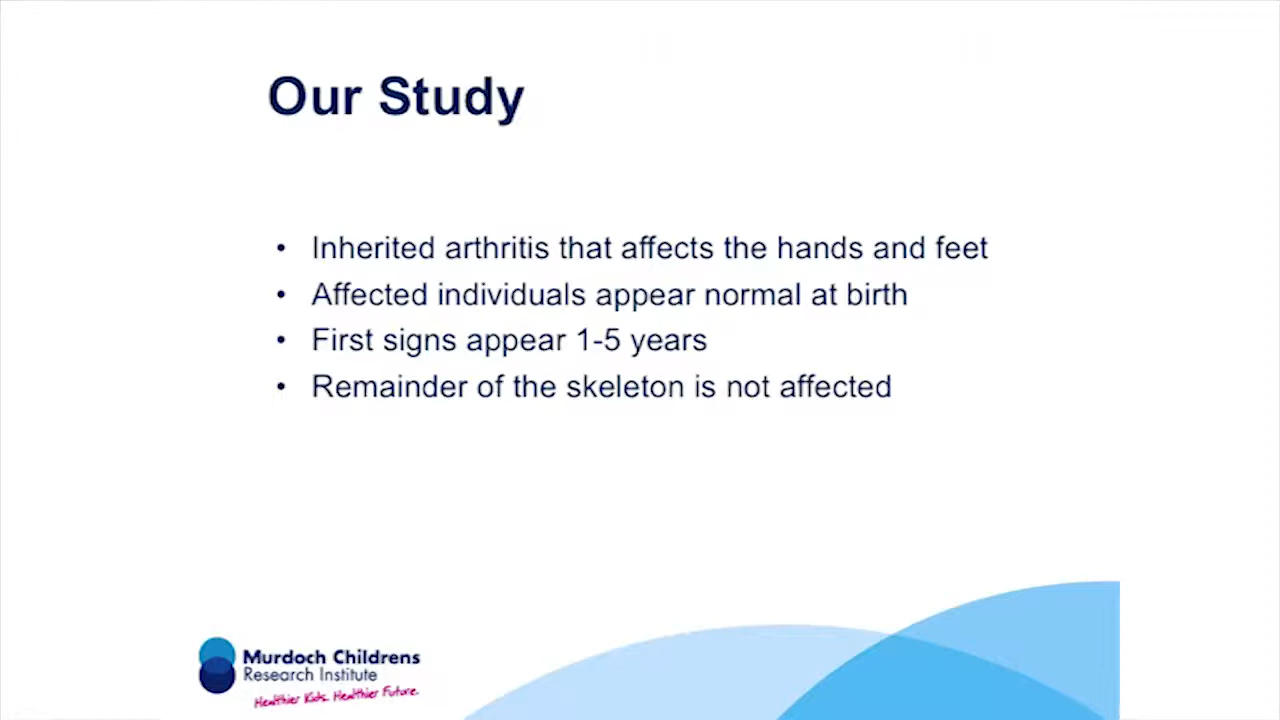 Our Study
• Inherited arthritis that affects the hands and feet
• Affected individuals appear normal at birth
• First signs appear 1-5 years
• Remainder of the skeleton is not affected
Murdoch Childrens
Research Institute
Healthier Kids. Healthier Future.